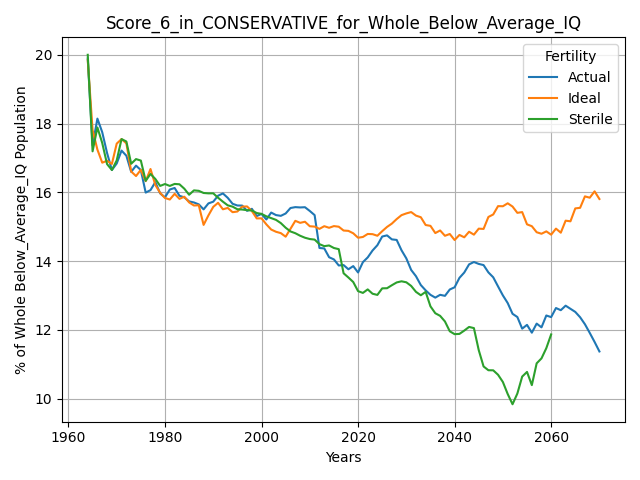 Score_6_in_CONSERVATIVE_for_Whole_Below_Average_IQ
% of Whole Below_Average_IQ Population
20
18
16
14
12
10
Fertility
Actual
Ideal
Sterile
1960 1980 2000 2020 2040 2060
Years